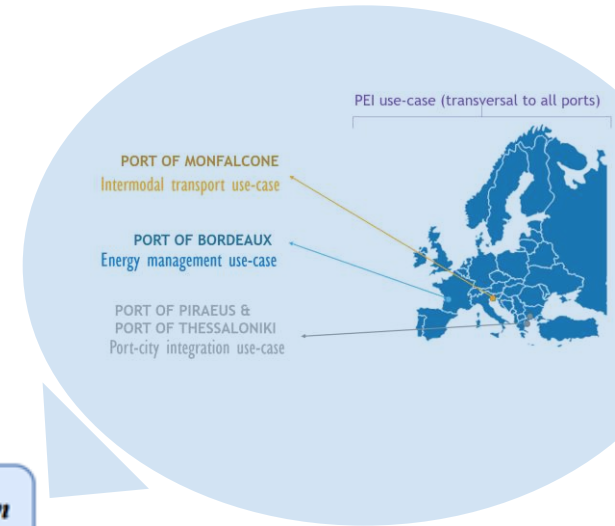 PEI use-case (transversal to all ports)
PORT OF MONFALCONE
Intermodal transport use-case
PORT OF BORDEAUX
Energy management use-case
PORT OF PIRAEUS &
PORT OF THESSALONIKI
Port-city integration use-case